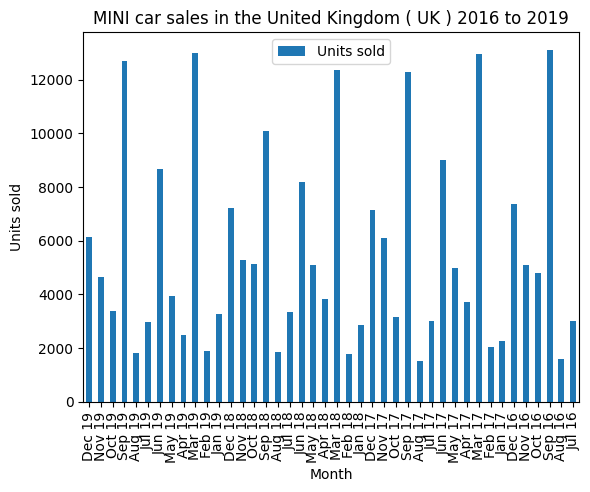 MINI car sales in the United Kingdom ( UK ) 2016 to 2019
Units sold
12000
10000
8000
6000
4000
2000
0
Units sold
Dec 19
Nov 19
Oct 19
Sep 19
Aug 19
Jul 19
Jun 19
May 19
Apr 19
Mar 19
Feb 19
Jan 19
Dec 18
Nov 18
Oct 18
Sep 18
Aug 18
Jul 18
Jun 18
May 18
Apr 18
Mar 18
Feb 18
Jan 18
Dec 17
Nov 17
Oct 17
Sep 17
Aug 17
Jul 17
Jun 17
May 17
Apr 17
Mar 17
Feb 17
Jan 17
Dec 16
Nov 16
Oct 16
Sep 16
Aug 16
Jul 16
Month